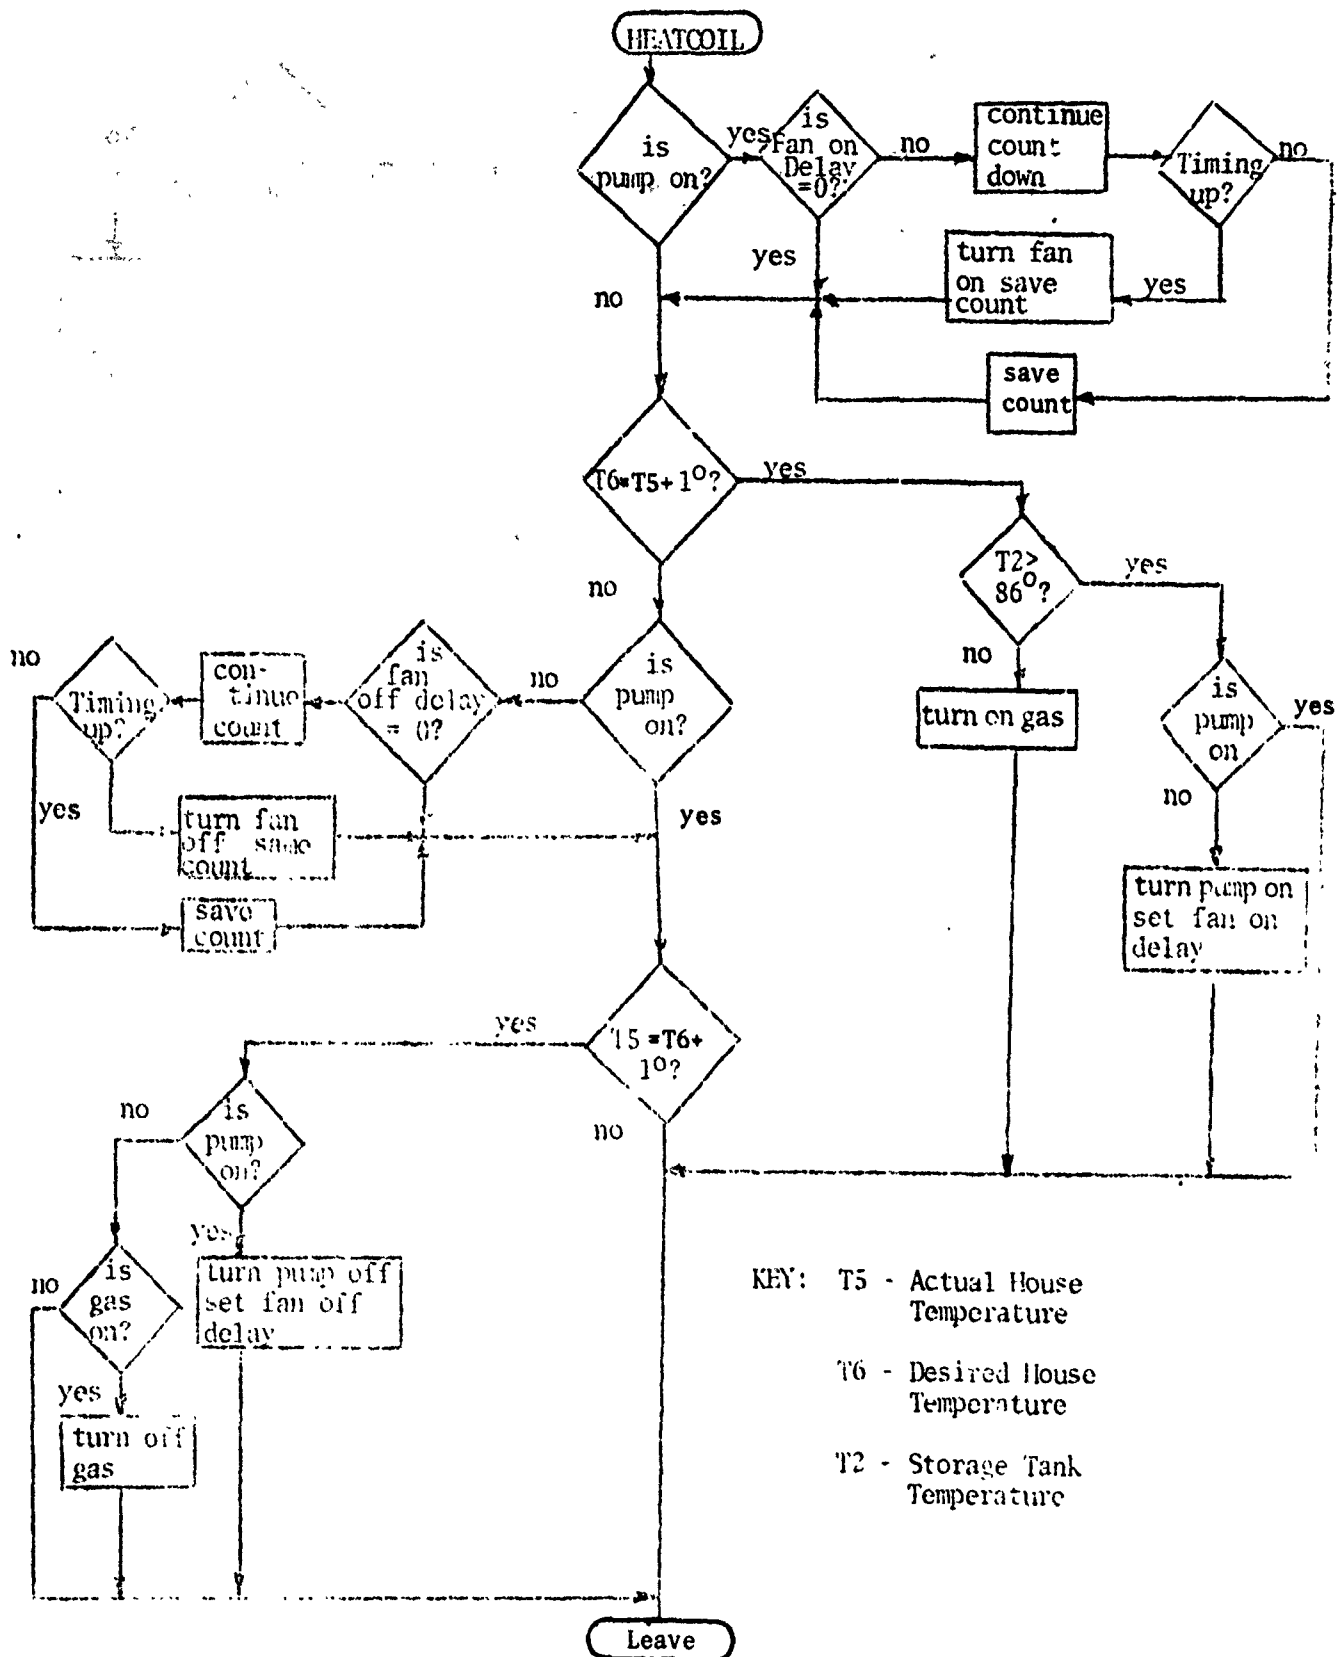 HEATCOIL
is
pump on?
yes
is
Fan on
Delay
=0?
no
continue
count
down
Timing
up?
no
yes
turn fan
on save
count
yes
no
save
count
T6=T5+ 1º?
yes
no
T2>
86º?
yes
no
turn on gas
is
pump
on
yes
no
turn pump on
set fan on
delay
is
pump
on?
no
is
fan
off delay
= 0?
con-
tinue
count
Timing
up?
no
yes
turn fan
off same
count
save
count
yes
T5 =T6+
1º?
yes
no
is
pump
on?
no
yes
is
gas
on?
no
yes
turn pump off
set fan off
delay
turn off
gas
KEY: T5 - Actual House
Temperature
T6 - Desired House
Temperature
T2 - Storage Tank
Temperature
Leave